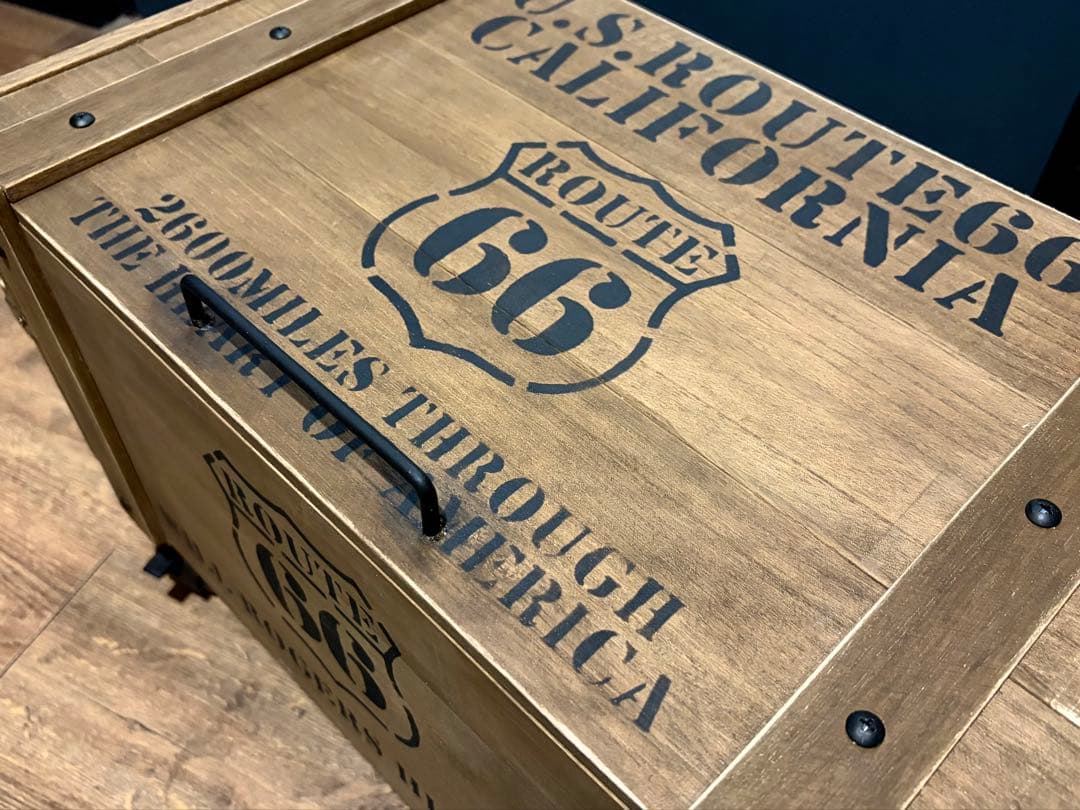 U.S.ROUTE66
CALIFORNIA
ROUTE
66
2600MILES THROUGH
THE HEART OF AMERICA
ROUTE
66